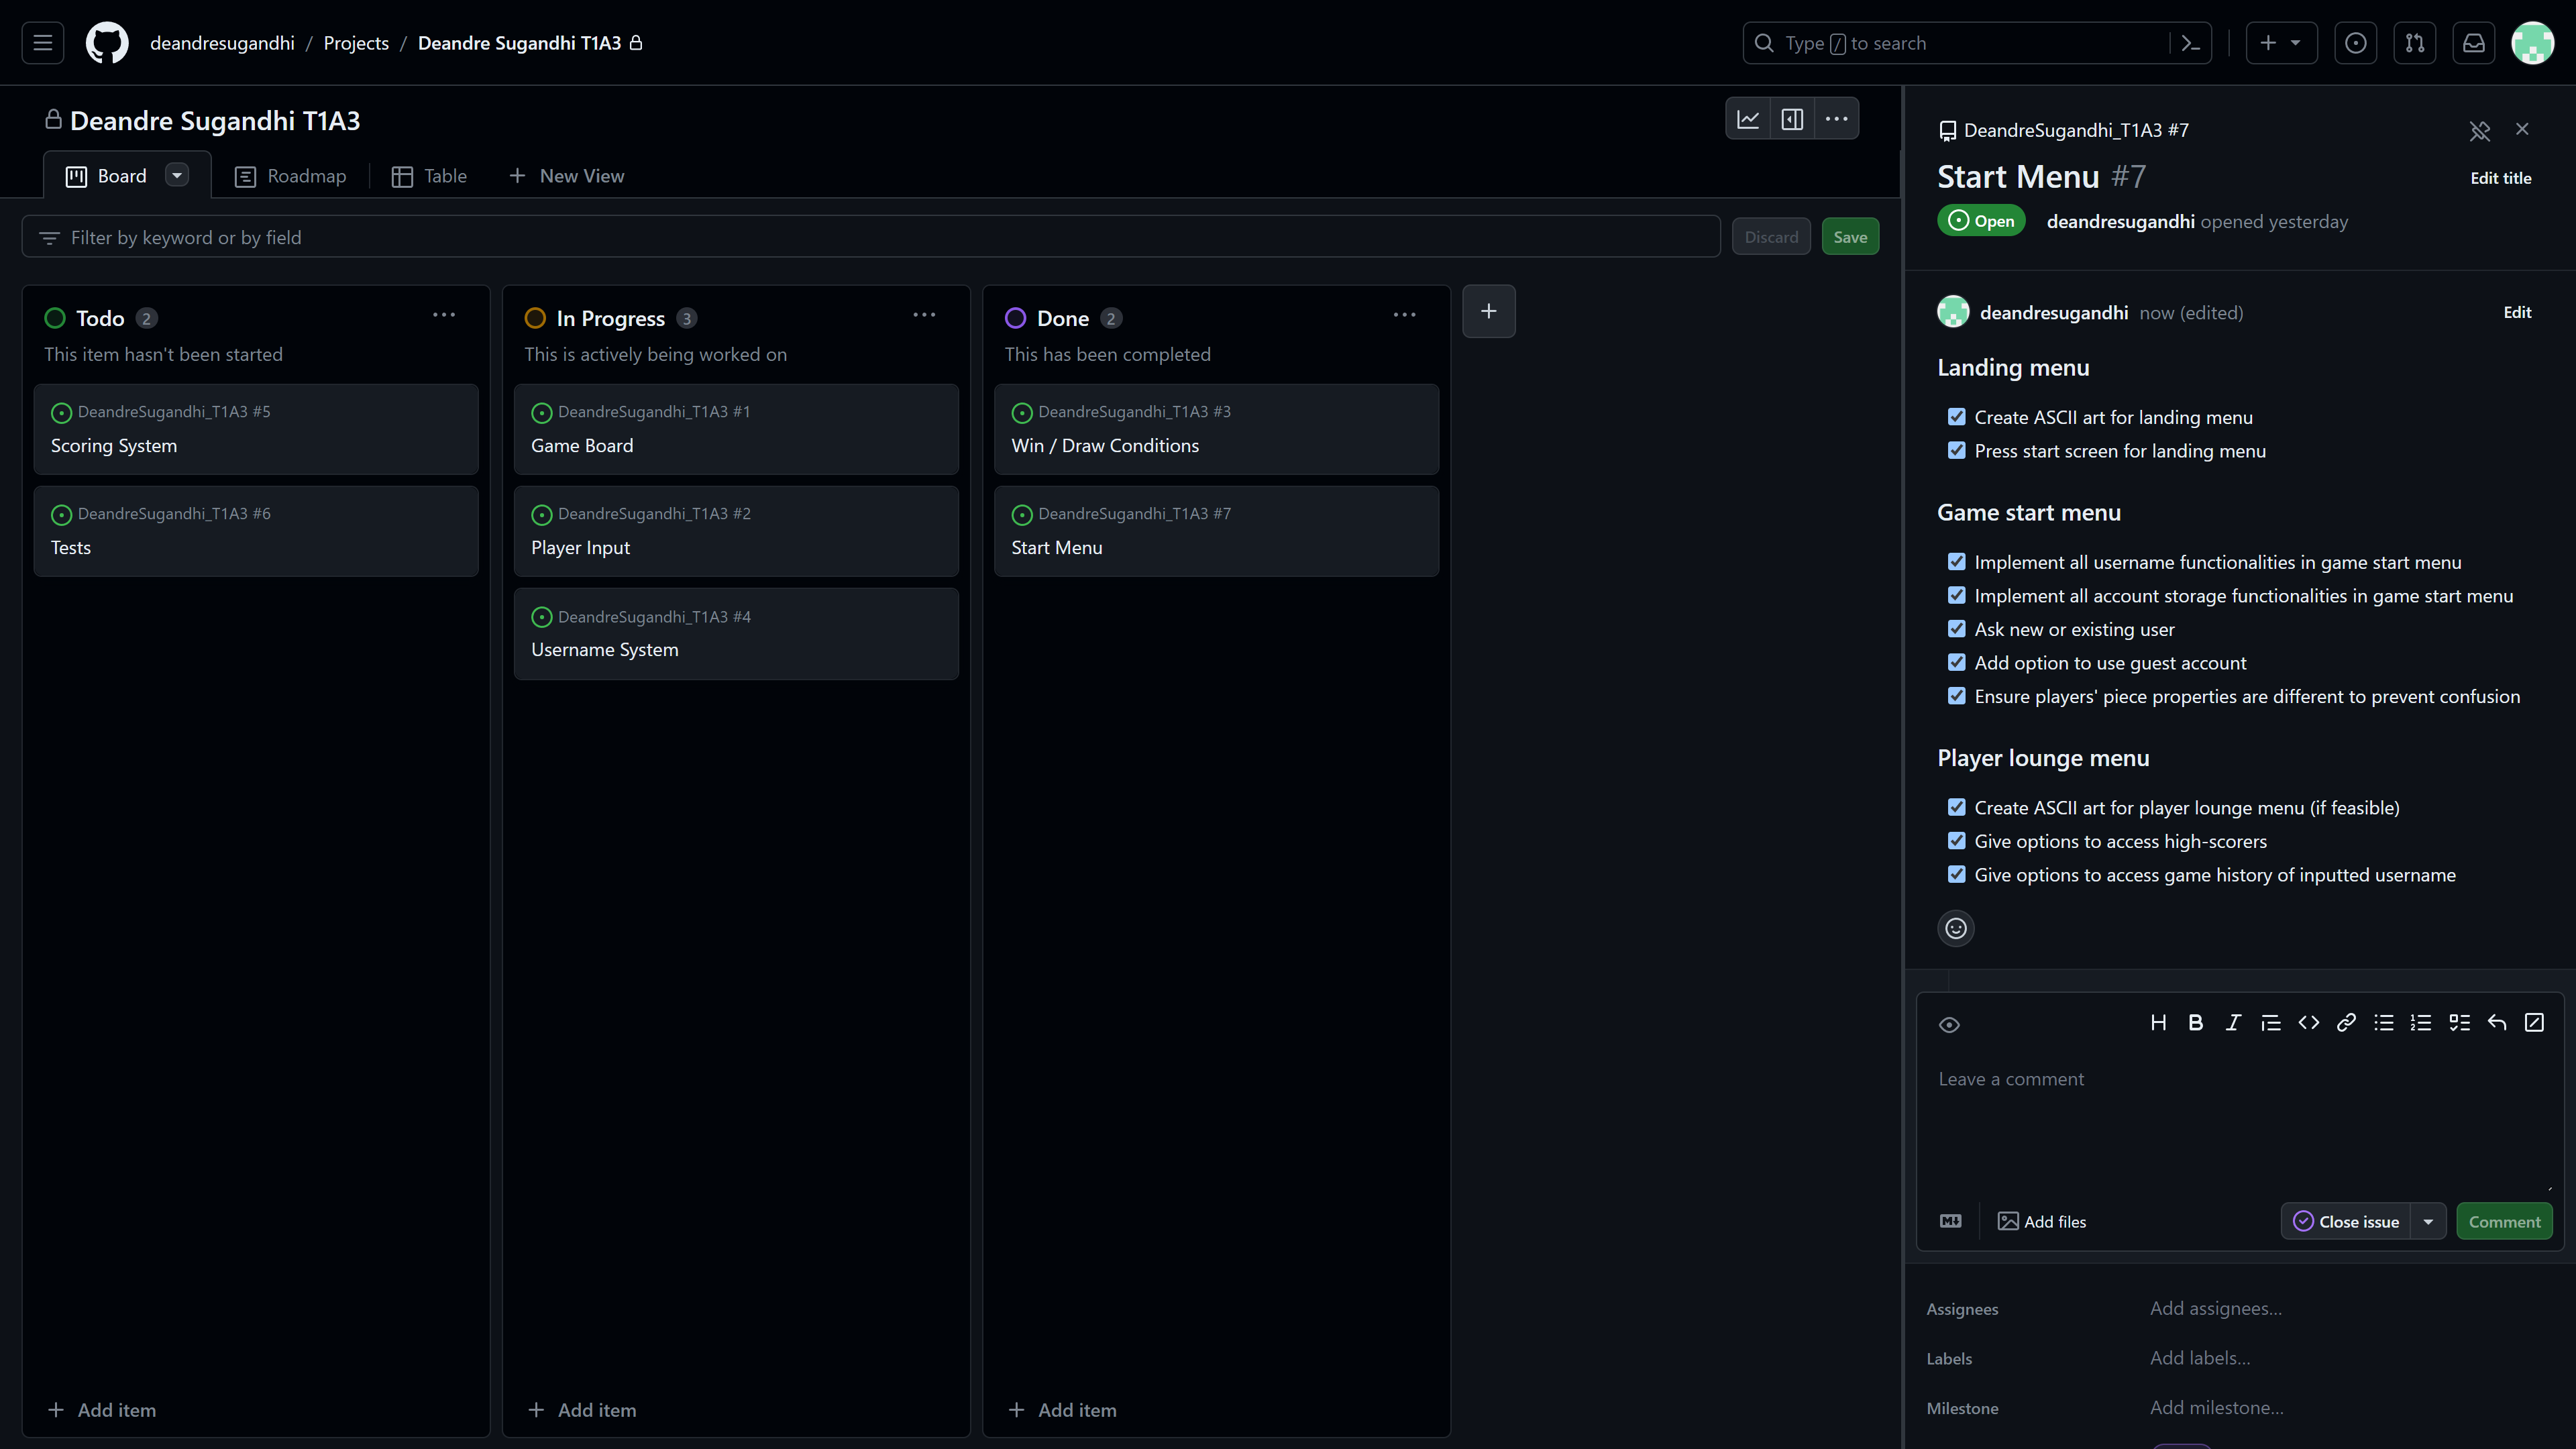 deandresugandhi / Projects / Deandre Sugandhi T1A3
Type / to search
Deandre Sugandhi T1A3
Board
Roadmap
Table
New View
Filter by keyword or by field
Discard
Save
Todo 2
This item hasn't been started
DeandreSugandhi_T1A3 #5
Scoring System
DeandreSugandhi_T1A3 #6
Tests
Add item
In Progress 3
This is actively being worked on
DeandreSugandhi_T1A3 #1
Game Board
DeandreSugandhi_T1A3 #2
Player Input
DeandreSugandhi_T1A3 #4
Username System
Add item
Done 2
This has been completed
DeandreSugandhi_T1A3 #3
Win / Draw Conditions
DeandreSugandhi_T1A3 #7
Start Menu
Add item
DeandreSugandhi_T1A3 #7
Start Menu #7
Edit title
Open
deandresugandhi opened yesterday
deandresugandhi now (edited)
Edit
Landing menu
Create ASCII art for landing menu
Press start screen for landing menu
Game start menu
Implement all username functionalities in game start menu
Implement all account storage functionalities in game start menu
Ask new or existing user
Add option to use guest account
Ensure players' piece properties are different to prevent confusion
Player lounge menu
Create ASCII art for player lounge menu (if feasible)
Give options to access high-scorers
Give options to access game history of inputted username
Leave a comment
Add files
Close issue
Comment
Assignees
Add assignees...
Labels
Add labels...
Milestone
Add milestone...